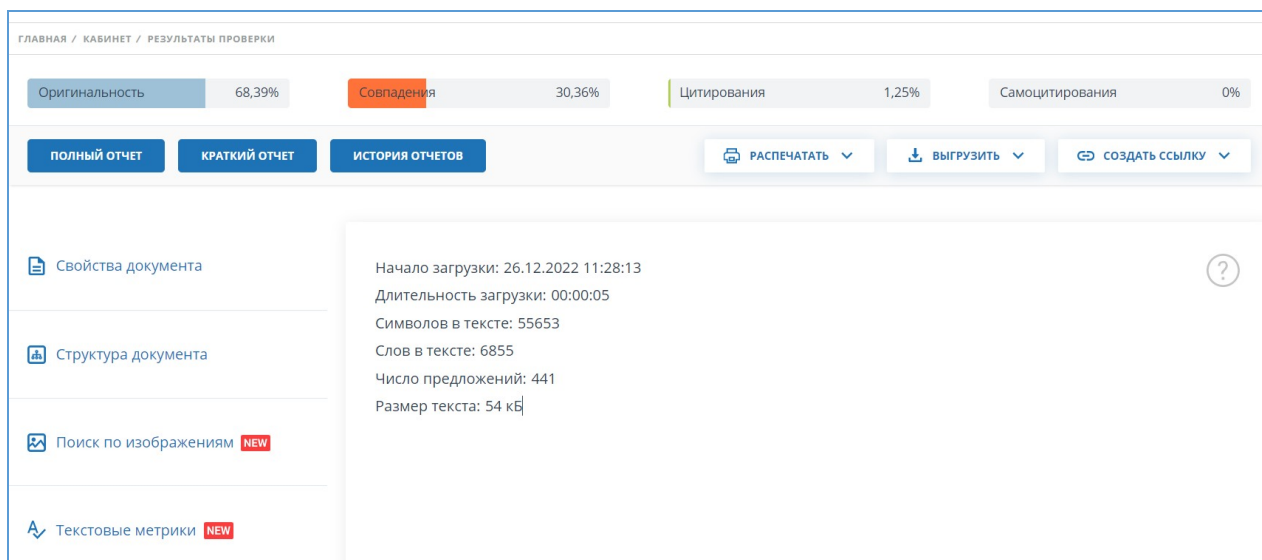 ГЛАВНАЯ / КАБИНЕТ / РЕЗУЛЬТАТЫ ПРОВЕРКИ
Оригинальность 68,39% Совпадения 30,36% Цитирования 1,25% Самоцитирования 0%
ПОЛНЫЙ ОТЧЕТ КРАТКИЙ ОТЧЕТ ИСТОРИЯ ОТЧЕТОВ РАСПЕЧАТАТЬ ВЫГРУЗИТЬ СОЗДАТЬ ССЫЛКУ
Свойства документа
Структура документа
Поиск по изображениям NEW
Текстовые метрики NEW
Начало загрузки: 26.12.2022 11:28:13
Длительность загрузки: 00:00:05
Символов в тексте: 55653
Слов в тексте: 6855
Число предложений: 441
Размер текста: 54 кБ
?